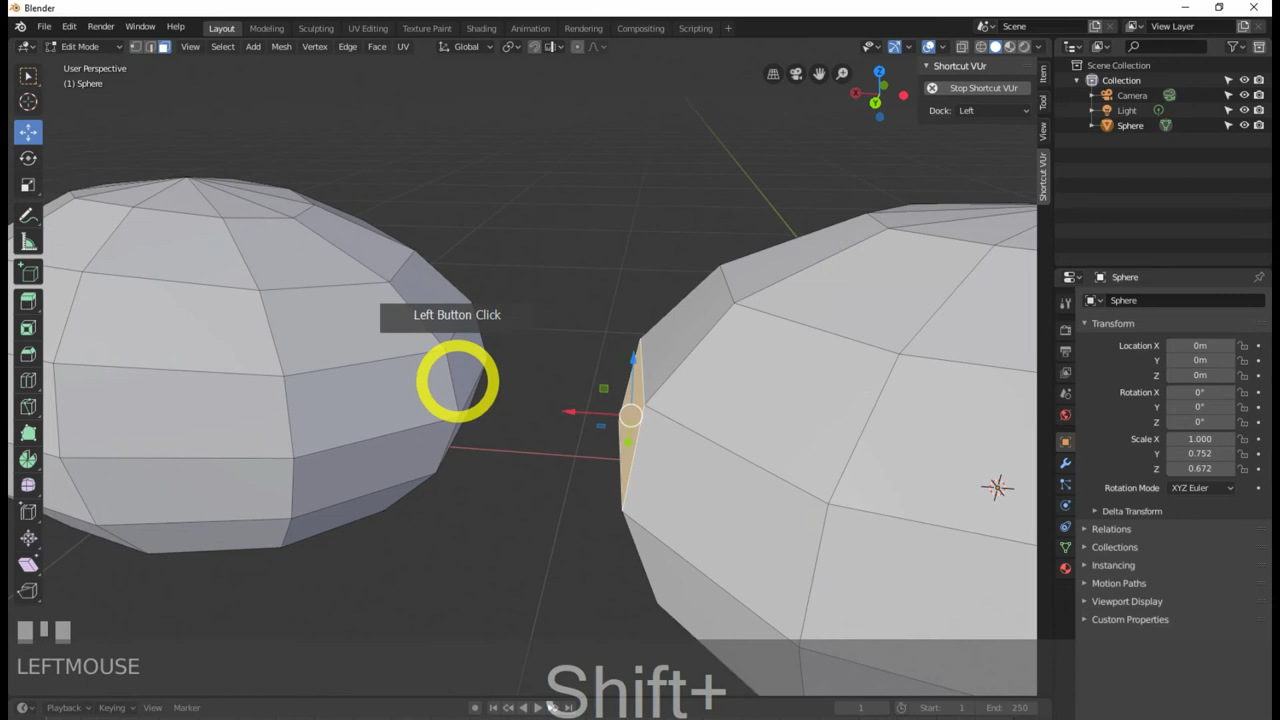 Blender
File Edit Render Window Help
Layout Modeling Sculpting UV Editing Texture Paint Shading Animation Rendering Compositing Scripting +
Scene
View Layer
Edit Mode
View Select Add Mesh Vertex Edge Face UV
Global
User Perspective
(1) Sphere
X
Y
Z
Shortcut VUr
Stop Shortcut VUr
Dock: Left
Item
Tool
View
Shortcut VUr
Scene Collection
Collection
Camera
Light
Sphere
Sphere
Sphere
Transform
Location X 0m
Y 0m
Z 0m
Rotation X 0°
Y 0°
Z 0°
Scale X 1.000
Y 0.752
Z 0.672
Rotation Mode XYZ Euler
Delta Transform
Relations
Collections
Instancing
Motion Paths
Viewport Display
Custom Properties
Left Button Click
LEFTMOUSE
Shift+
Playback Keying View Marker
1
Start: 1
End: 250